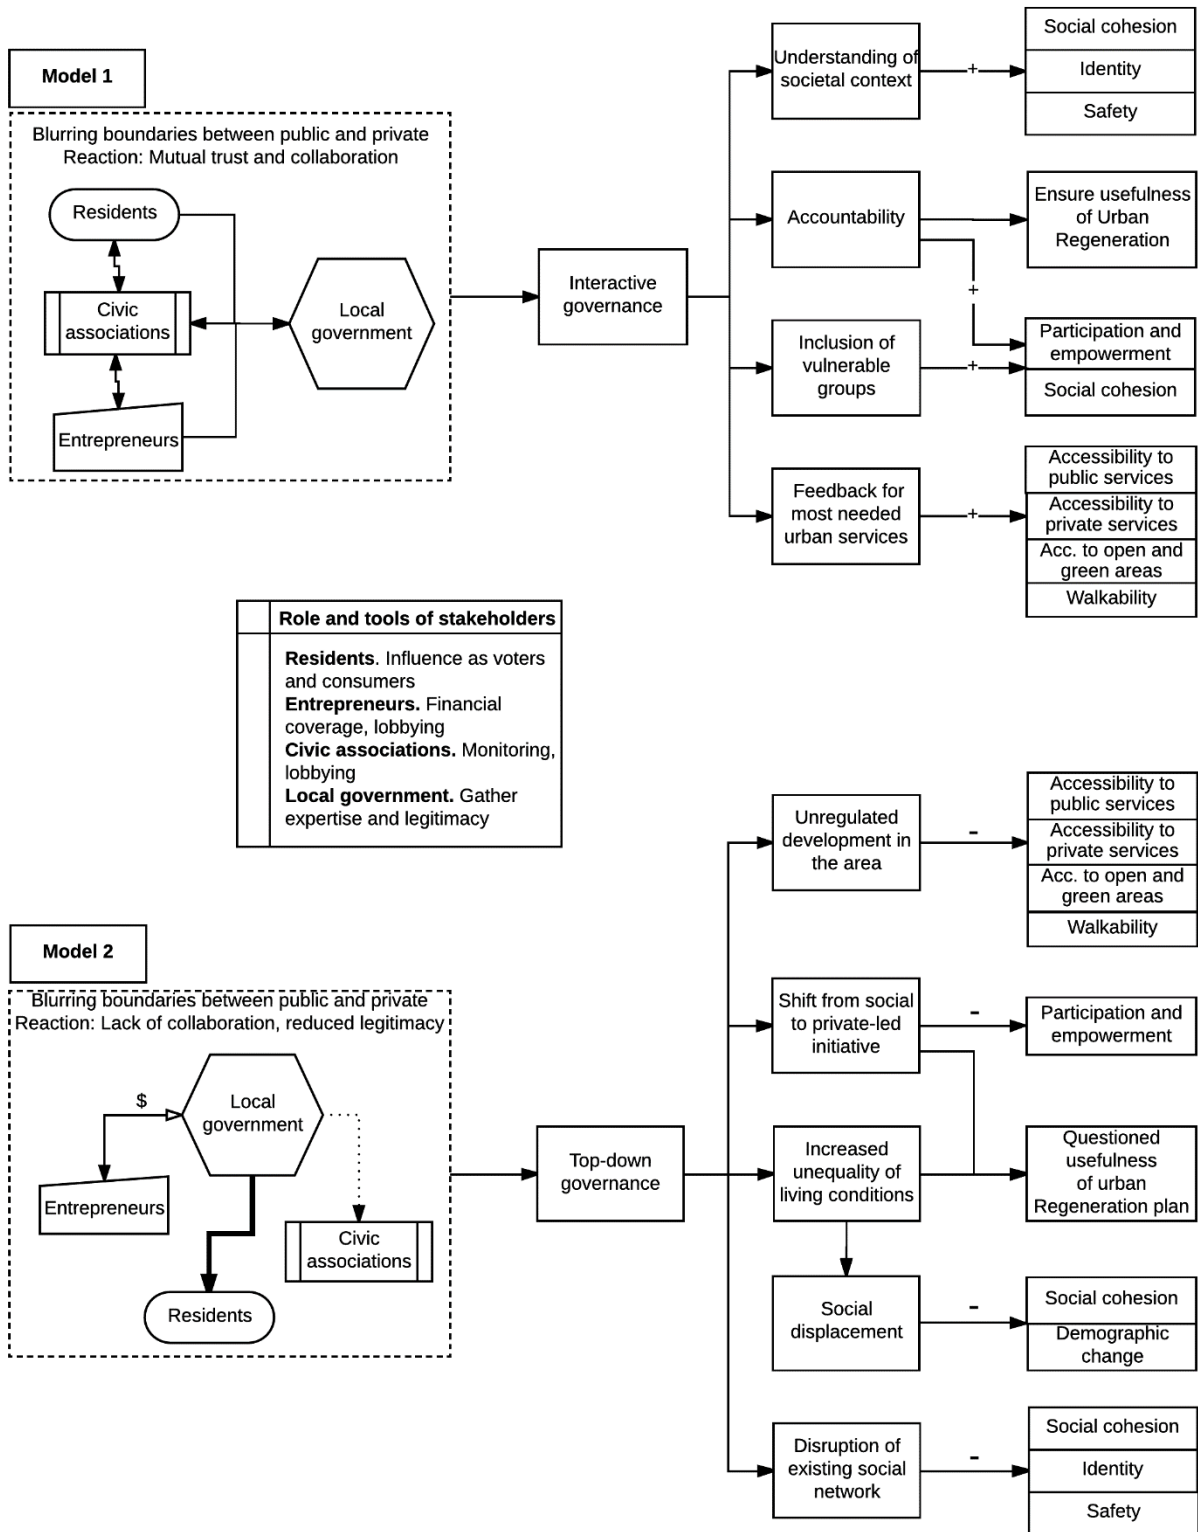 Model 1
Blurring boundaries between public and private
Reaction: Mutual trust and collaboration
Residents
Civic
associations
Entrepreneurs
Local
government
Interactive
governance
Understanding of
societal context
+
Social cohesion
Identity
Safety
Accountability
Ensure usefulness
of Urban
Regeneration
+
Inclusion of
vulnerable
groups
+
Participation and
empowerment
Social cohesion
Feedback for
most needed
urban services
+
Accessibility to
public services
Accessibility to
private services
Acc. to open and
green areas
Walkability
Role and tools of stakeholders
Residents. Influence as voters
and consumers
Entrepreneurs. Financial
coverage, lobbying
Civic associations. Monitoring,
lobbying
Local government. Gather
expertise and legitimacy
Model 2
Blurring boundaries between public and private
Reaction: Lack of collaboration, reduced legitimacy
$
Local
government
Entrepreneurs
Civic
associations
Residents
Top-down
governance
Unregulated
development in
the area
-
Accessibility to
public services
Accessibility to
private services
Acc. to open and
green areas
Walkability
Shift from social
to private-led
initiative
-
Participation and
empowerment
Increased
unequality of
living conditions
Questioned
usefulness
of urban
Regeneration plan
Social
displacement
-
Social cohesion
Demographic
change
Disruption of
existing social
network
-
Social cohesion
Identity
Safety